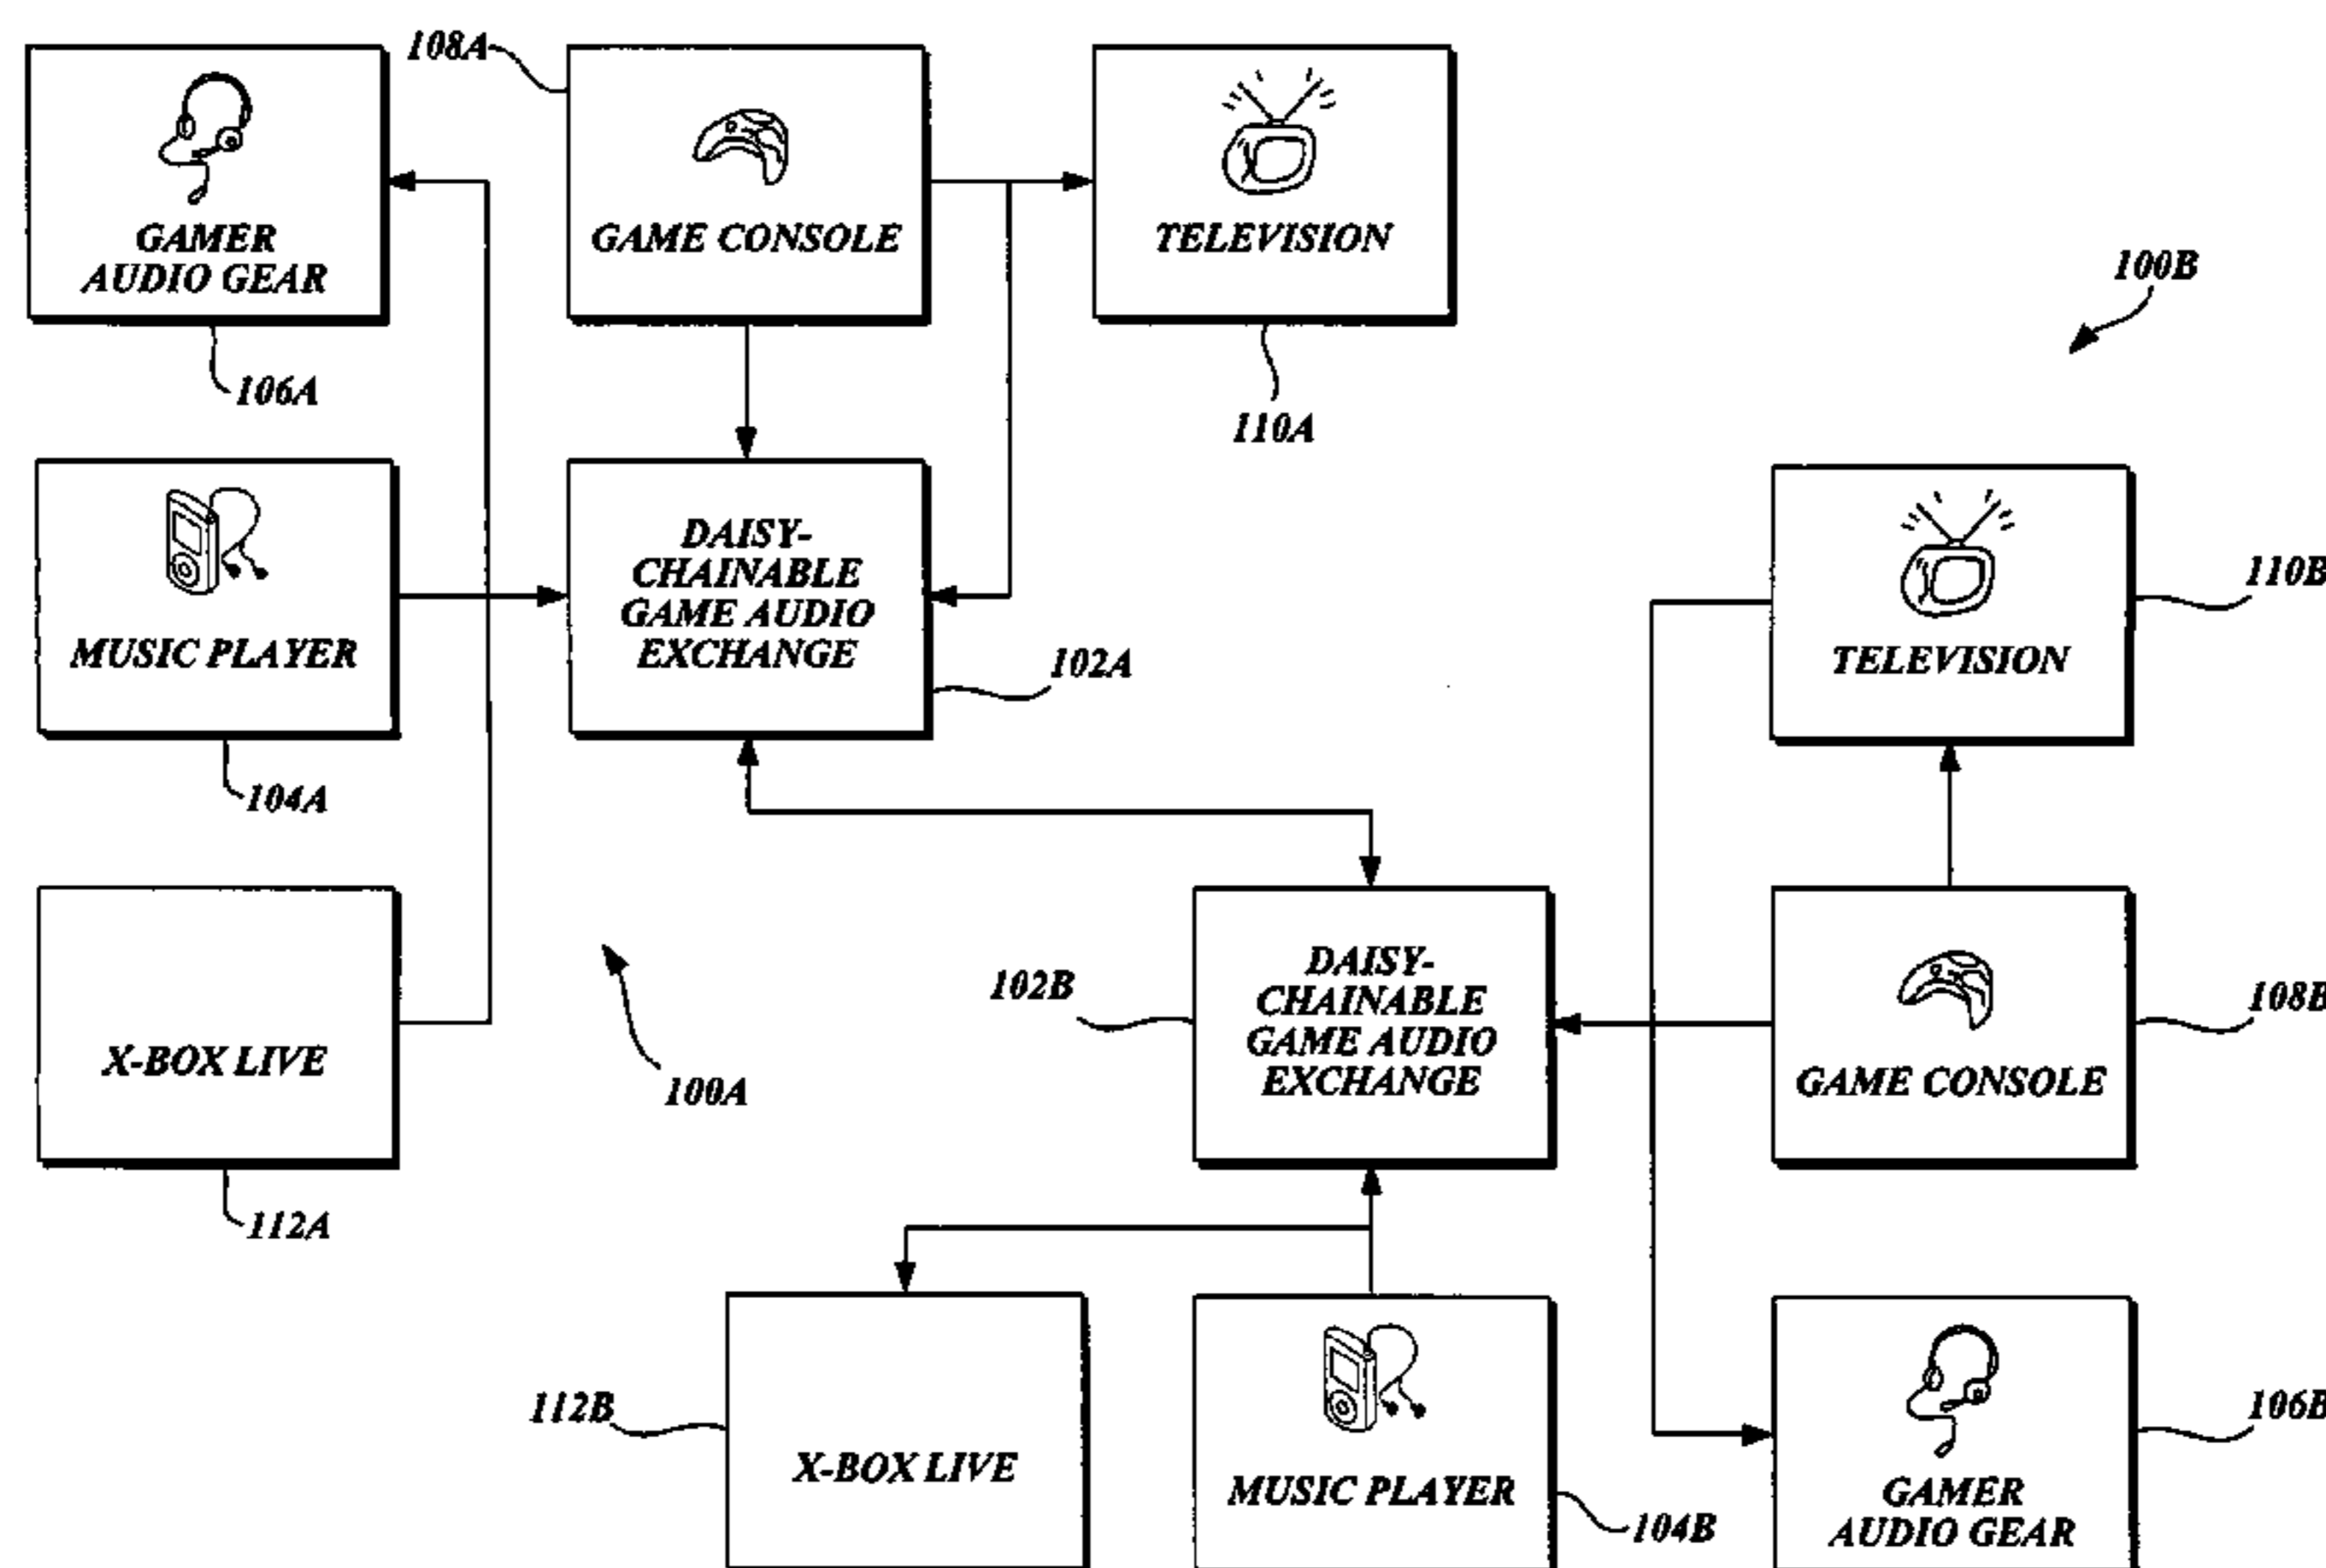 108A
GAMER
AUDIO GEAR
106A
GAME CONSOLE
TELEVISION
110A
100B
MUSIC PLAYER
104A
DAISY-
CHAINABLE
GAME AUDIO
EXCHANGE
102A
TELEVISION
110B
X-BOX LIVE
112A
100A
102B
DAISY-
CHAINABLE
GAME AUDIO
EXCHANGE
GAME CONSOLE
108B
112B
X-BOX LIVE
MUSIC PLAYER
104B
GAMER
AUDIO GEAR
106B